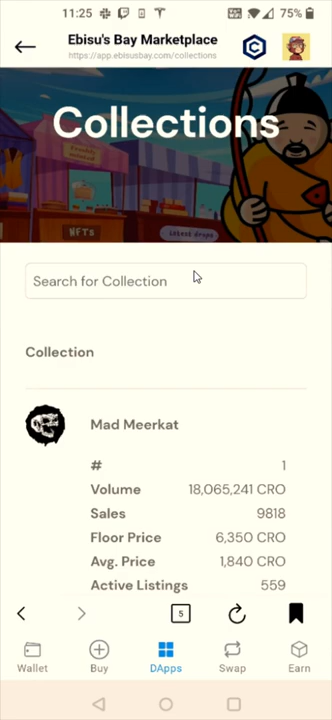 11:25
75%
Ebisu's Bay Marketplace
https://app.ebisusbay.com/collections
Collections
NFTS
Latest drops
Search for Collection
Collection
Mad Meerkat
# 1
Volume 18,065,241 CRO
Sales 9818
Floor Price 6,350 CRO
Avg. Price 1,840 CRO
Active Listings 559
5
Wallet Buy DApps Swap Earn